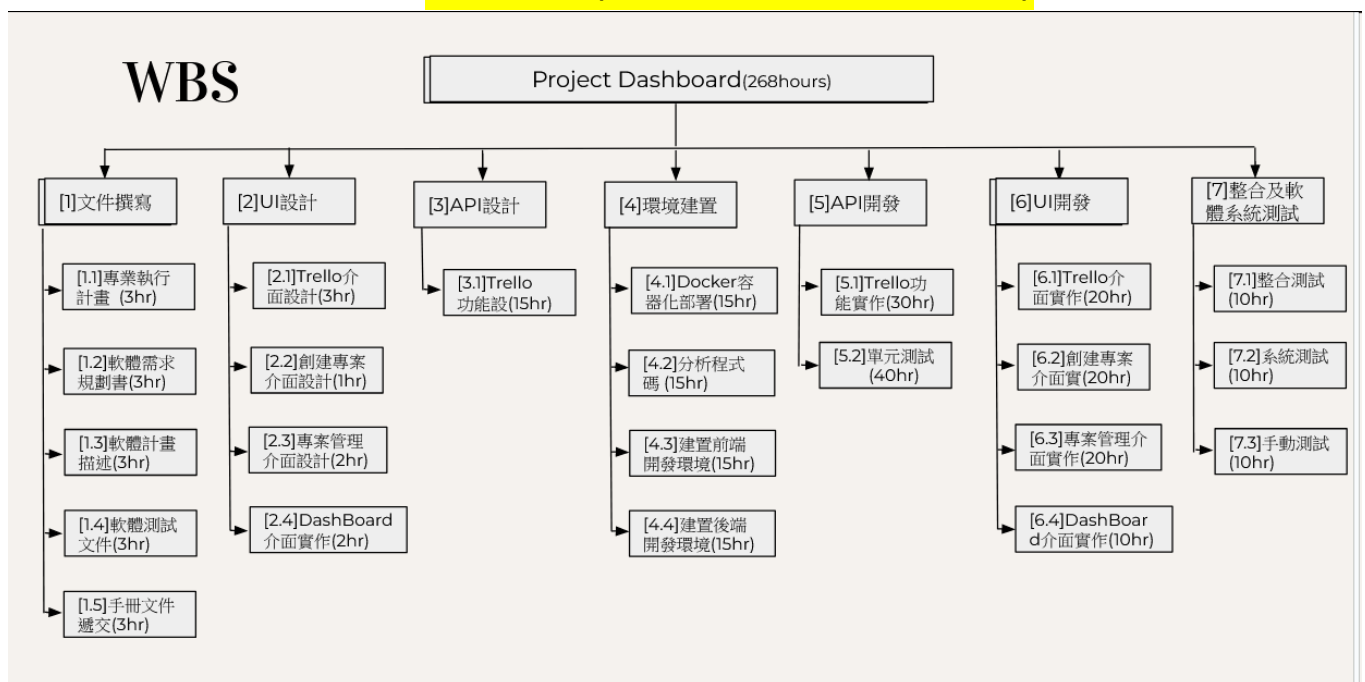 WBS
Project Dashboard(268hours)
[1]文件撰寫
[1.1]專業執行
計畫 (3hr)
[1.2]軟體需求
規劃書(3hr)
[1.3]軟體計畫
描述(3hr)
[1.4]軟體測試
文件(3hr)
[1.5]手冊文件
遞交(3hr)
[2]UI設計
[2.1]Trello介
面設計(3hr)
[2.2]創建專案
介面設計(1hr)
[2.3]專案管理
介面設計(2hr)
[2.4]DashBoard
介面實作(2hr)
[3]API設計
[3.1]Trello
功能設(15hr)
[4]環境建置
[4.1]Docker容
器化部署(15hr)
[4.2]分析程式
碼 (15hr)
[4.3]建置前端
開發環境(15hr)
[4.4]建置後端
開發環境(15hr)
[5]API開發
[5.1]Trello功
能實作(30hr)
[5.2]單元測試
(40hr)
[6]UI開發
[6.1]Trello介
面實作(20hr)
[6.2]創建專案
介面實(20hr)
[6.3]專案管理介
面實作(20hr)
[6.4]DashBoar
d介面實作(10hr)
[7]整合及軟
體系統測試
[7.1]整合測試
(10hr)
[7.2]系統測試
(10hr)
[7.3]手動測試
(10hr)